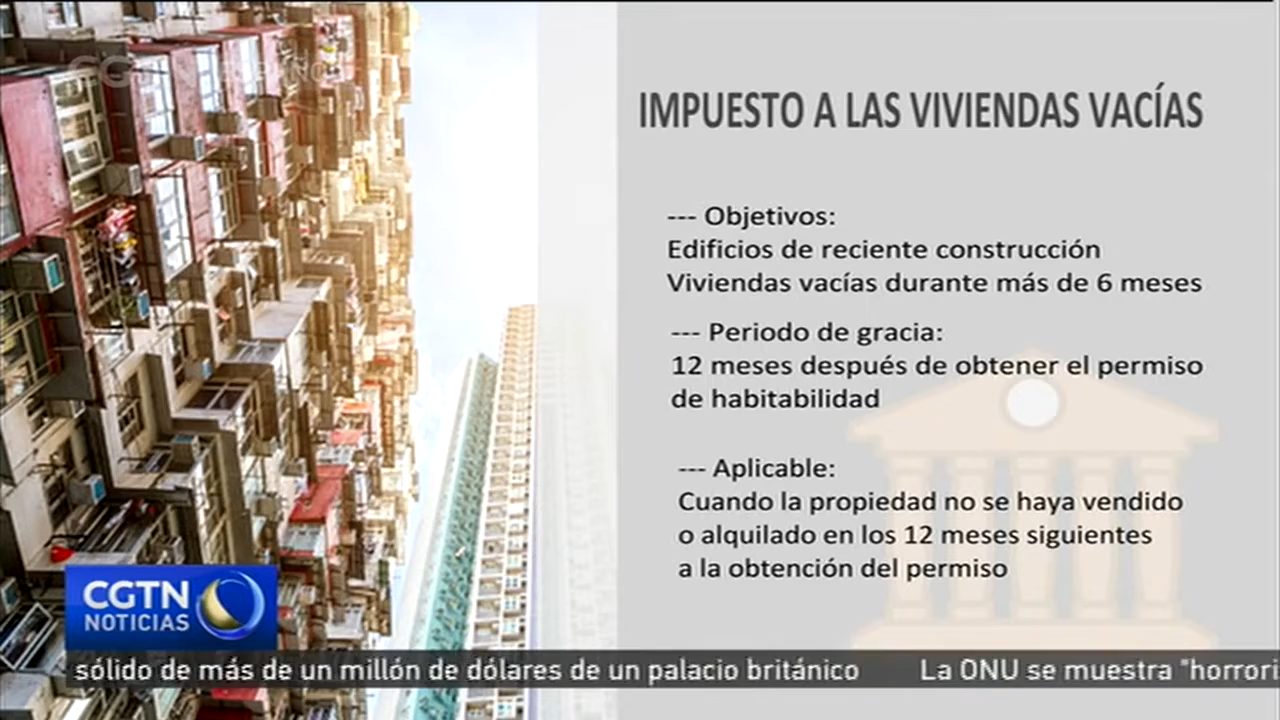 CGTN
IMPUESTO A LAS VIVIENDAS VACÍAS
--- Objetivos:
Edificios de reciente construcción
Viviendas vacías durante más de 6 meses
--- Periodo de gracia:
12 meses después de obtener el permiso
de habitabilidad
--- Aplicable:
Cuando la propiedad no se haya vendido
o alquilado en los 12 meses siguientes
a la obtención del permiso
CGTN
NOTICIAS
sólido de más de un millón de dólares de un palacio británico
La ONU se muestra "horrori